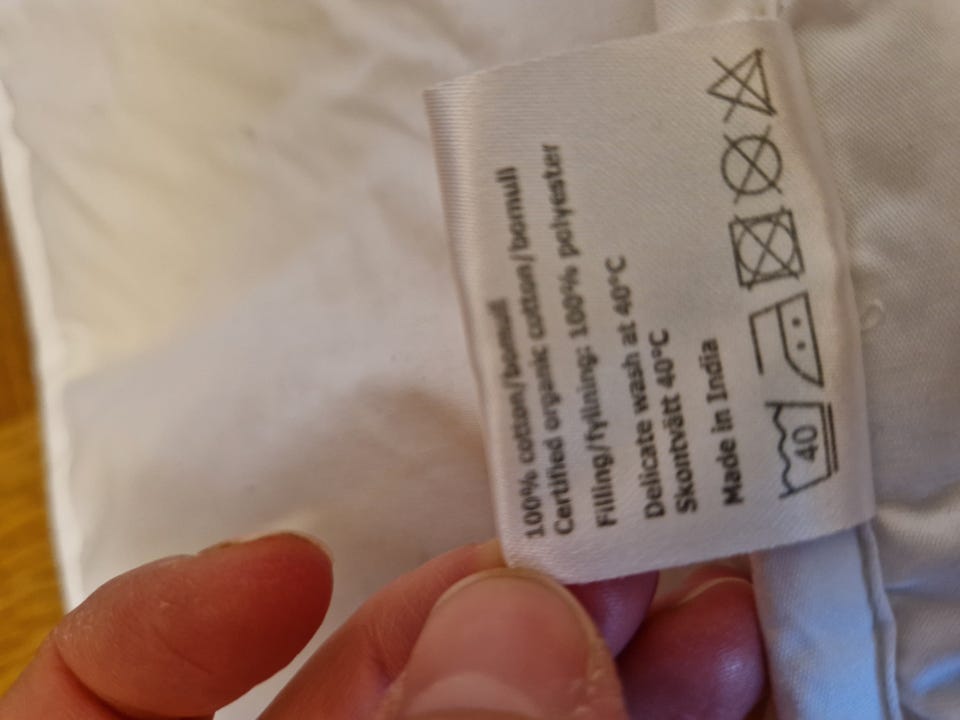 100% cotton/bomull
Certified organic cotton/bomull
Filling/fyllning: 100% polyester
Delicate wash at 40°C
Skontvätt 40°C
Made in India
40